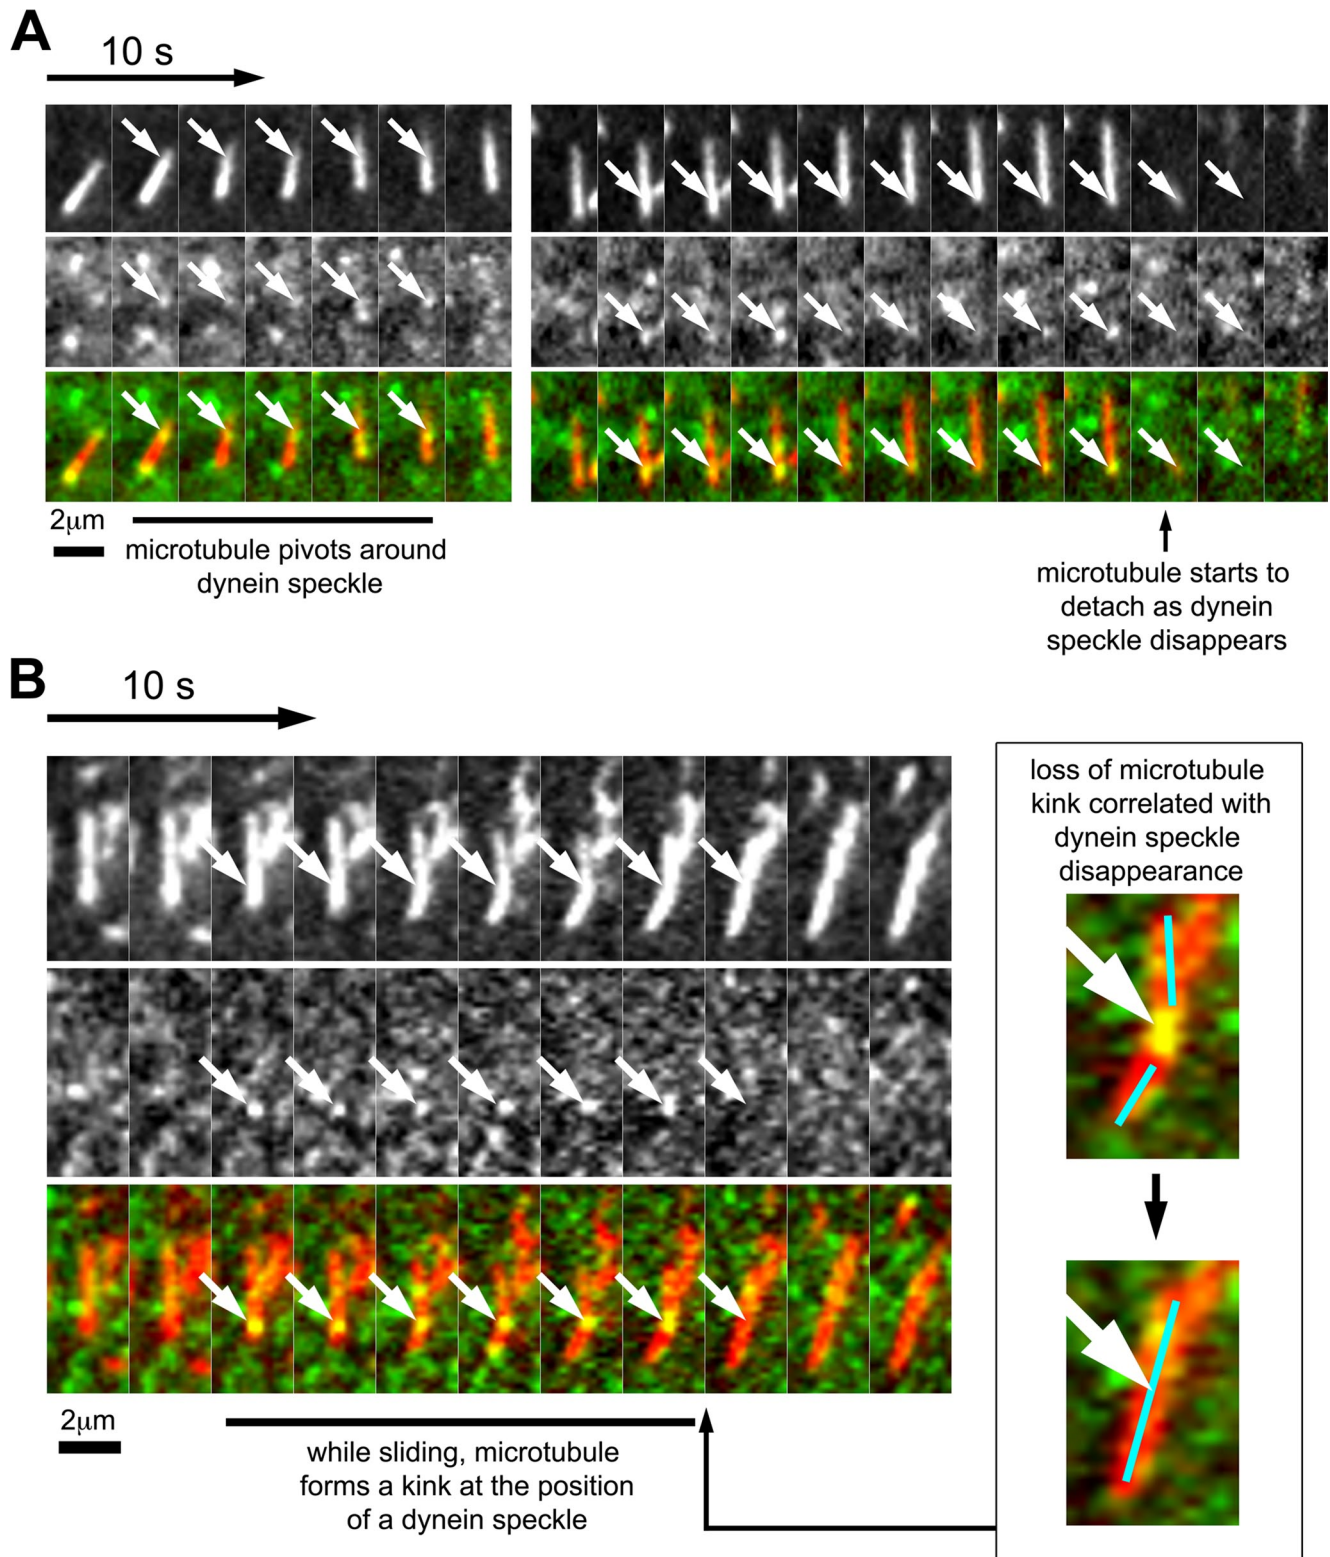 A
10 s
2μm
microtubule pivots around
dynein speckle
microtubule starts to
detach as dynein
speckle disappears
B
10 s
2μm
while sliding, microtubule
forms a kink at the position
of a dynein speckle
loss of microtubule
kink correlated with
dynein speckle
disappearance